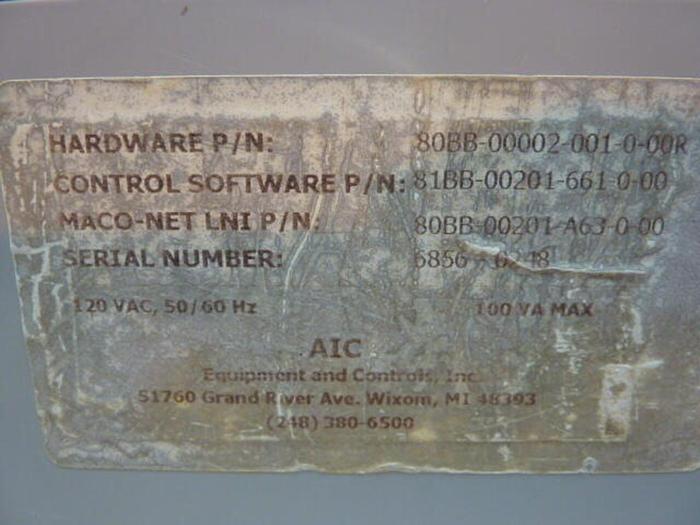 HARDWARE P/N: 80BB-00002-001-0-00R
CONTROL SOFTWARE P/N: 81BB-00201-661-0-00
MACO-NET LNI P/N: 80BB-00201-A63-0-00
SERIAL NUMBER: 6856 - 0248
120 VAC, 50/60 Hz 100 VA MAX
AIC
Equipment and Controls, Inc.
51760 Grand River Ave. Wixom, MI 48393
(248) 380-6500